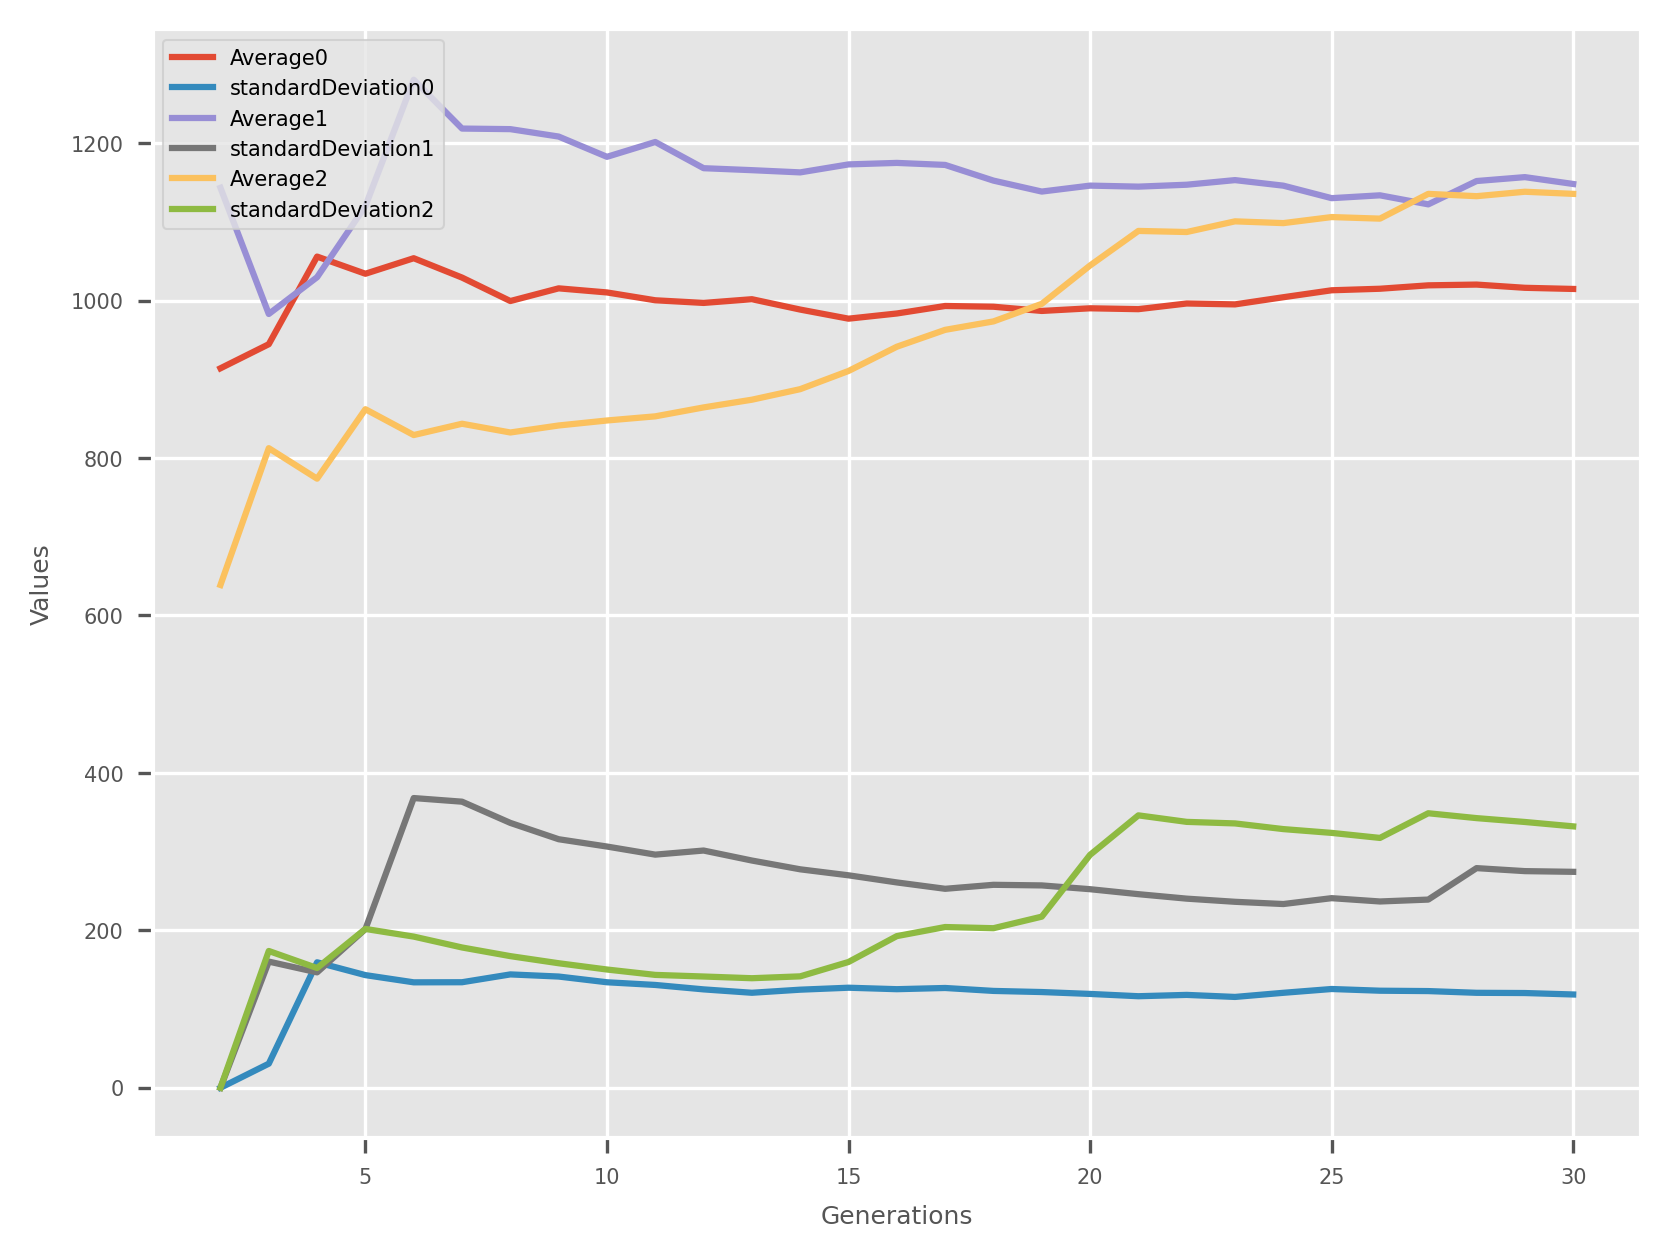 Average0
standardDeviation0
Average1
standardDeviation1
Average2
standardDeviation2
1200
1000
800
600
400
200
0
Values
5 10 15 20 25 30
Generations